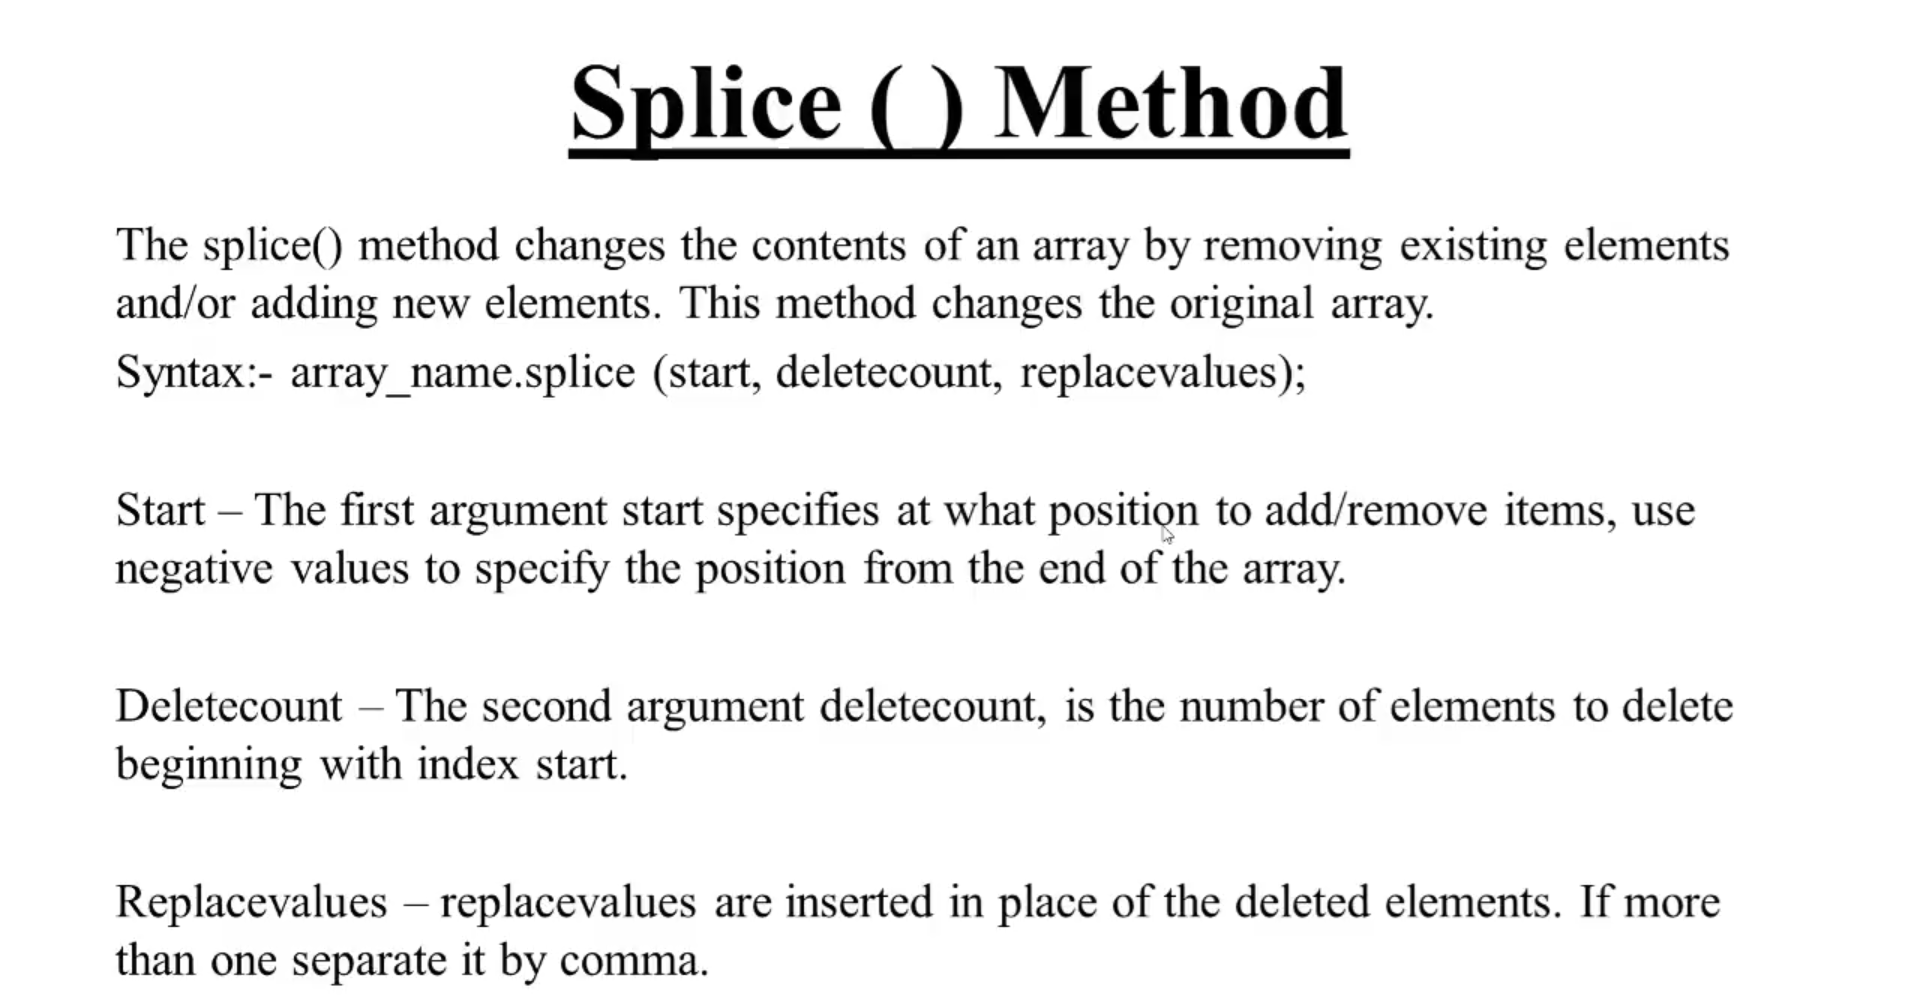 Splice ( ) Method
The splice() method changes the contents of an array by removing existing elements
and/or adding new elements. This method changes the original array.
Syntax:- array_name.splice (start, deletecount, replacevalues);
Start – The first argument start specifies at what position to add/remove items, use
negative values to specify the position from the end of the array.
Deletecount – The second argument deletecount, is the number of elements to delete
beginning with index start.
Replacevalues – replacevalues are inserted in place of the deleted elements. If more
than one separate it by comma.